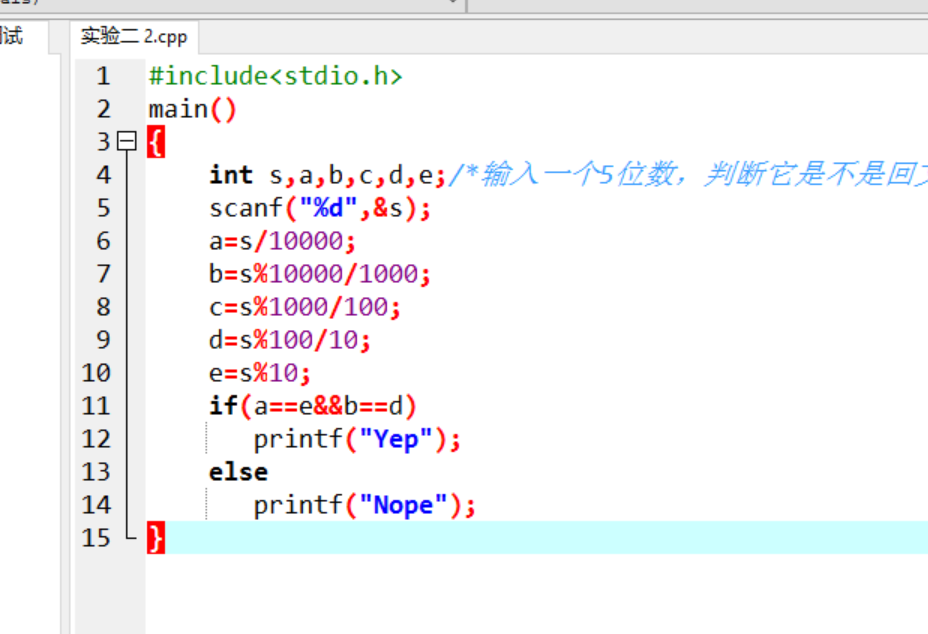 测试
实验二 2.cpp
1 #include<stdio.h>
2 main()
3 {
4 int s,a,b,c,d,e;/*输入一个5位数，判断它是不是回文
5 scanf("%d",&s);
6 a=s/10000;
7 b=s%10000/1000;
8 c=s%1000/100;
9 d=s%100/10;
10 e=s%10;
11 if(a==e&&b==d)
12 printf("Yep");
13 else
14 printf("Nope");
15 }